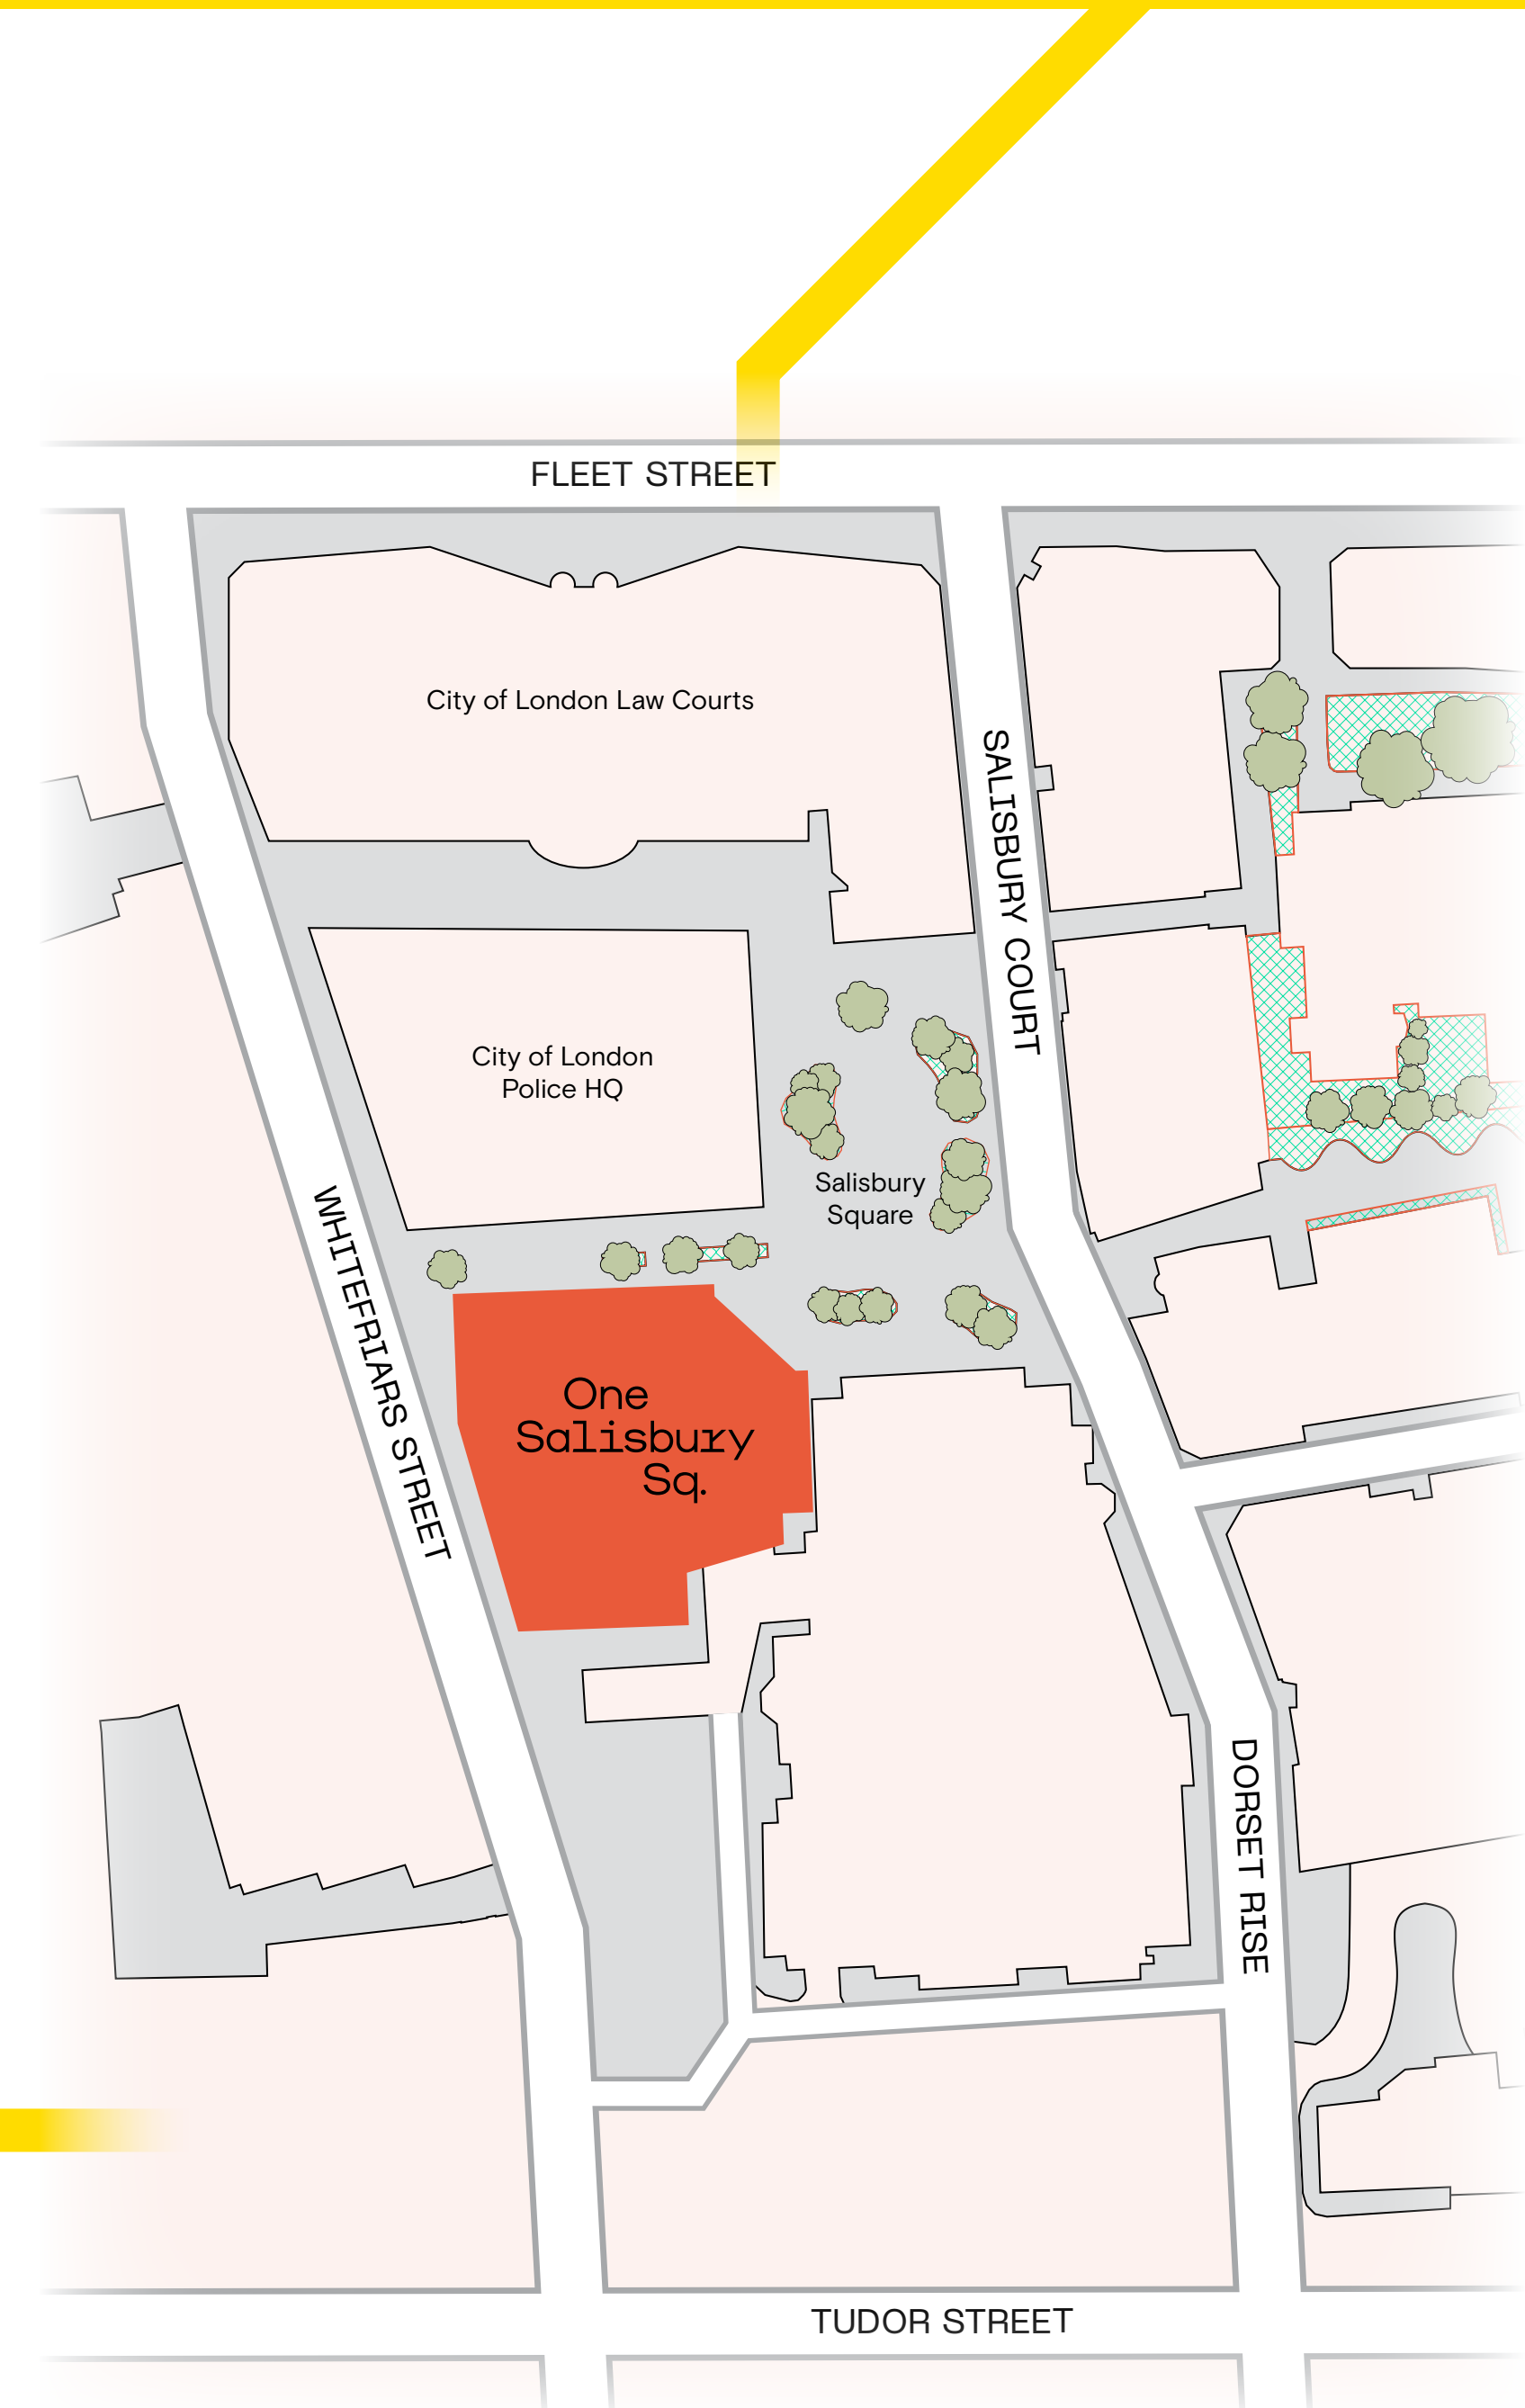 FLEET STREET
City of London Law Courts
SALISBURY COURT
City of London
Police HQ
Salisbury
Square
WHITEFRIARS STREET
One
Salisbury
Sq.
DORSET RISE
TUDOR STREET